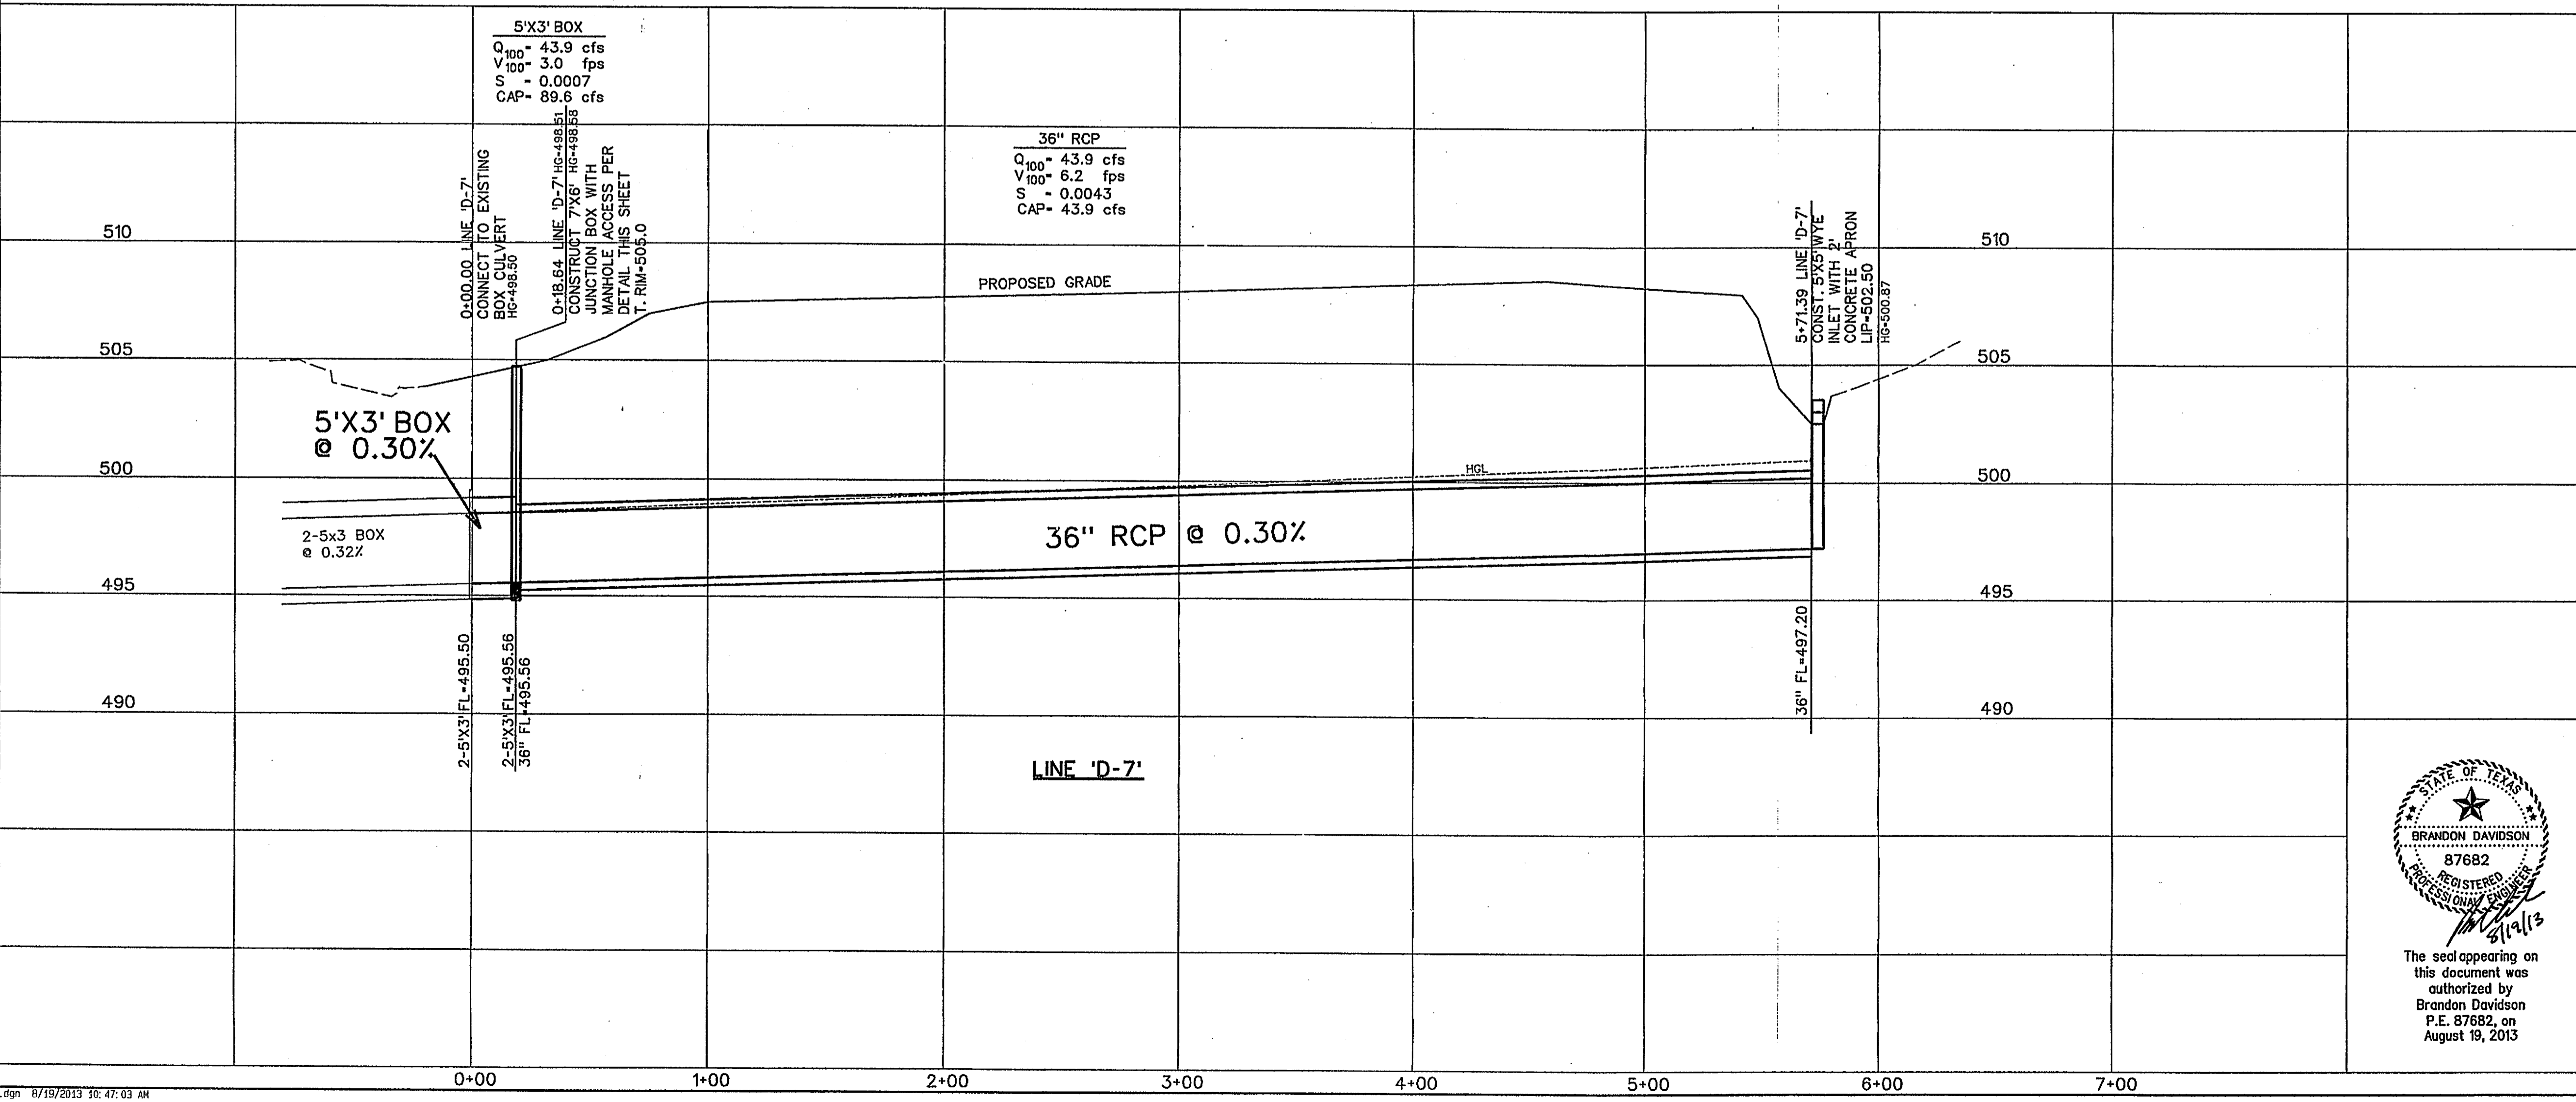 5'X3' BOX
Q100= 43.9 cfs
V100= 3.0 fps
S = 0.0007
CAP= 89.6 cfs
36" RCP
Q100= 43.9 cfs
V100= 6.2 fps
S = 0.0043
CAP= 43.9 cfs
0+00.00 LINE 'D-7'
CONNECT TO EXISTING
BOX CULVERT
HG=498.50
0+18.64 LINE 'D-7' HG=498.51
CONSTRUCT 7'X6' HG=498.58
JUNCTION BOX WITH
MANHOLE ACCESS PER
DETAIL THIS SHEET
T. RIM=505.0
5+71.39 LINE 'D-7'
CONST. 5'X5' WYE
INLET WITH 2'
CONCRETE APRON
LIP=502.50
HG=500.87
510
510
PROPOSED GRADE
505
505
5'X3' BOX
@ 0.30%
500
HGL
500
2-5x3 BOX
@ 0.32%
36" RCP @ 0.30%
495
495
2-5'X3' FL=495.50
2-5'X3' FL=495.56
36" FL=495.56
36" FL=497.20
490
490
LINE 'D-7'
STATE OF TEXAS
BRANDON DAVIDSON
87682
REGISTERED
PROFESSIONAL ENGINEER
8/19/13
The seal appearing on
this document was
authorized by
Brandon Davidson
P.E. 87682, on
August 19, 2013
0+00 1+00 2+00 3+00 4+00 5+00 6+00 7+00
.dgn 8/19/2013 10:47:03 AM